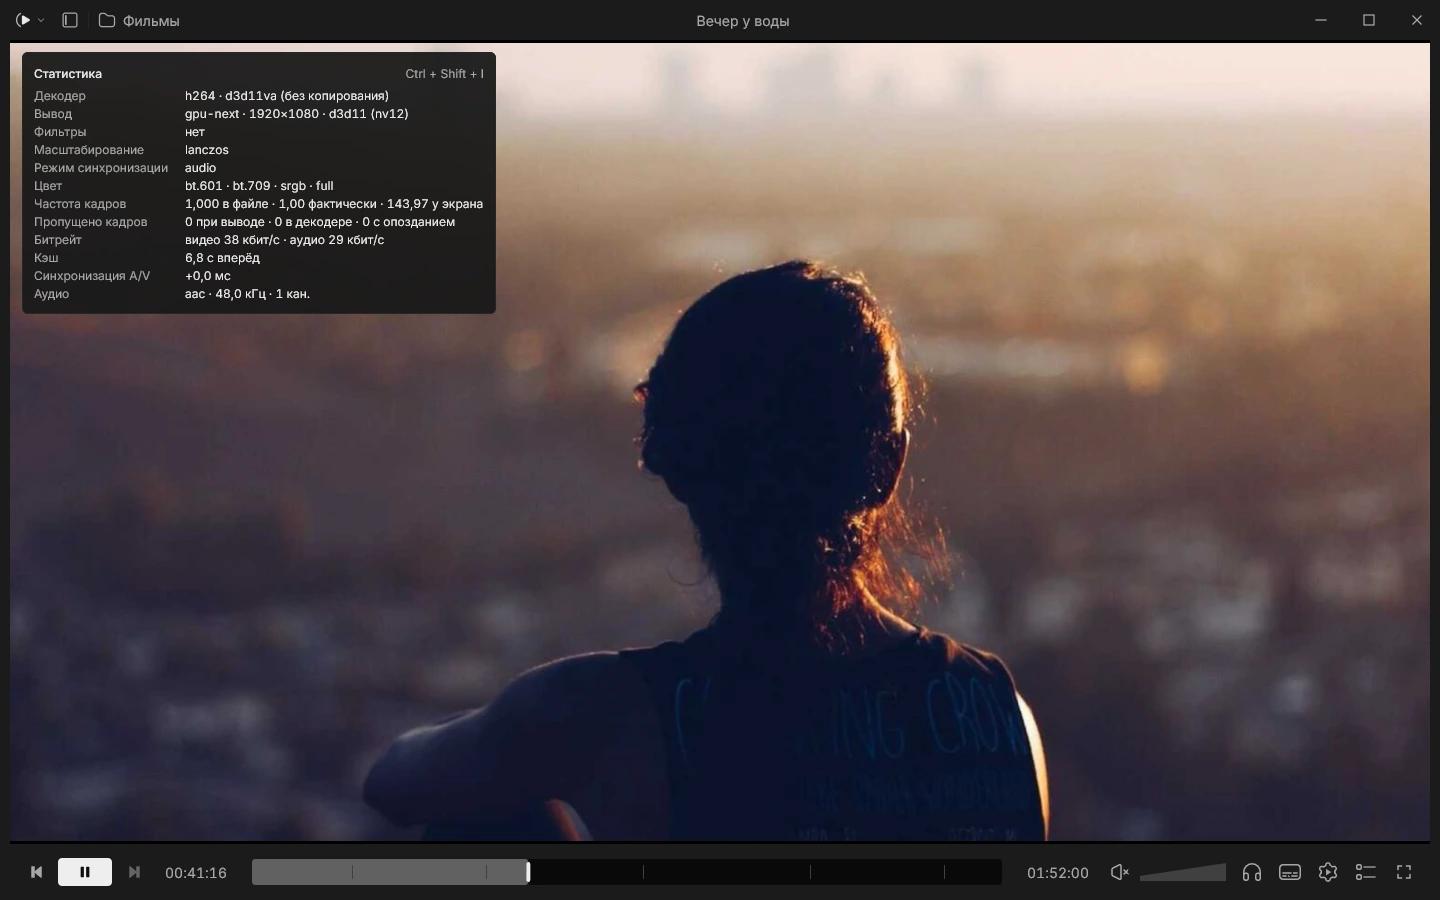 Фильмы
Вечер у воды
Статистика Ctrl + Shift + I
Декодер h264 · d3d11va (без копирования)
Вывод gpu-next · 1920×1080 · d3d11 (nv12)
Фильтры нет
Масштабирование lanczos
Режим синхронизации audio
Цвет bt.601 · bt.709 · srgb · full
Частота кадров 1,000 в файле · 1,00 фактически · 143,97 у экрана
Пропущено кадров 0 при выводе · 0 в декодере · 0 с опозданием
Битрейт видео 38 кбит/с · аудио 29 кбит/с
Кэш 6,8 с вперёд
Синхронизация A/V +0,0 мс
Аудио aac · 48,0 кГц · 1 кан.
00:41:16
01:52:00